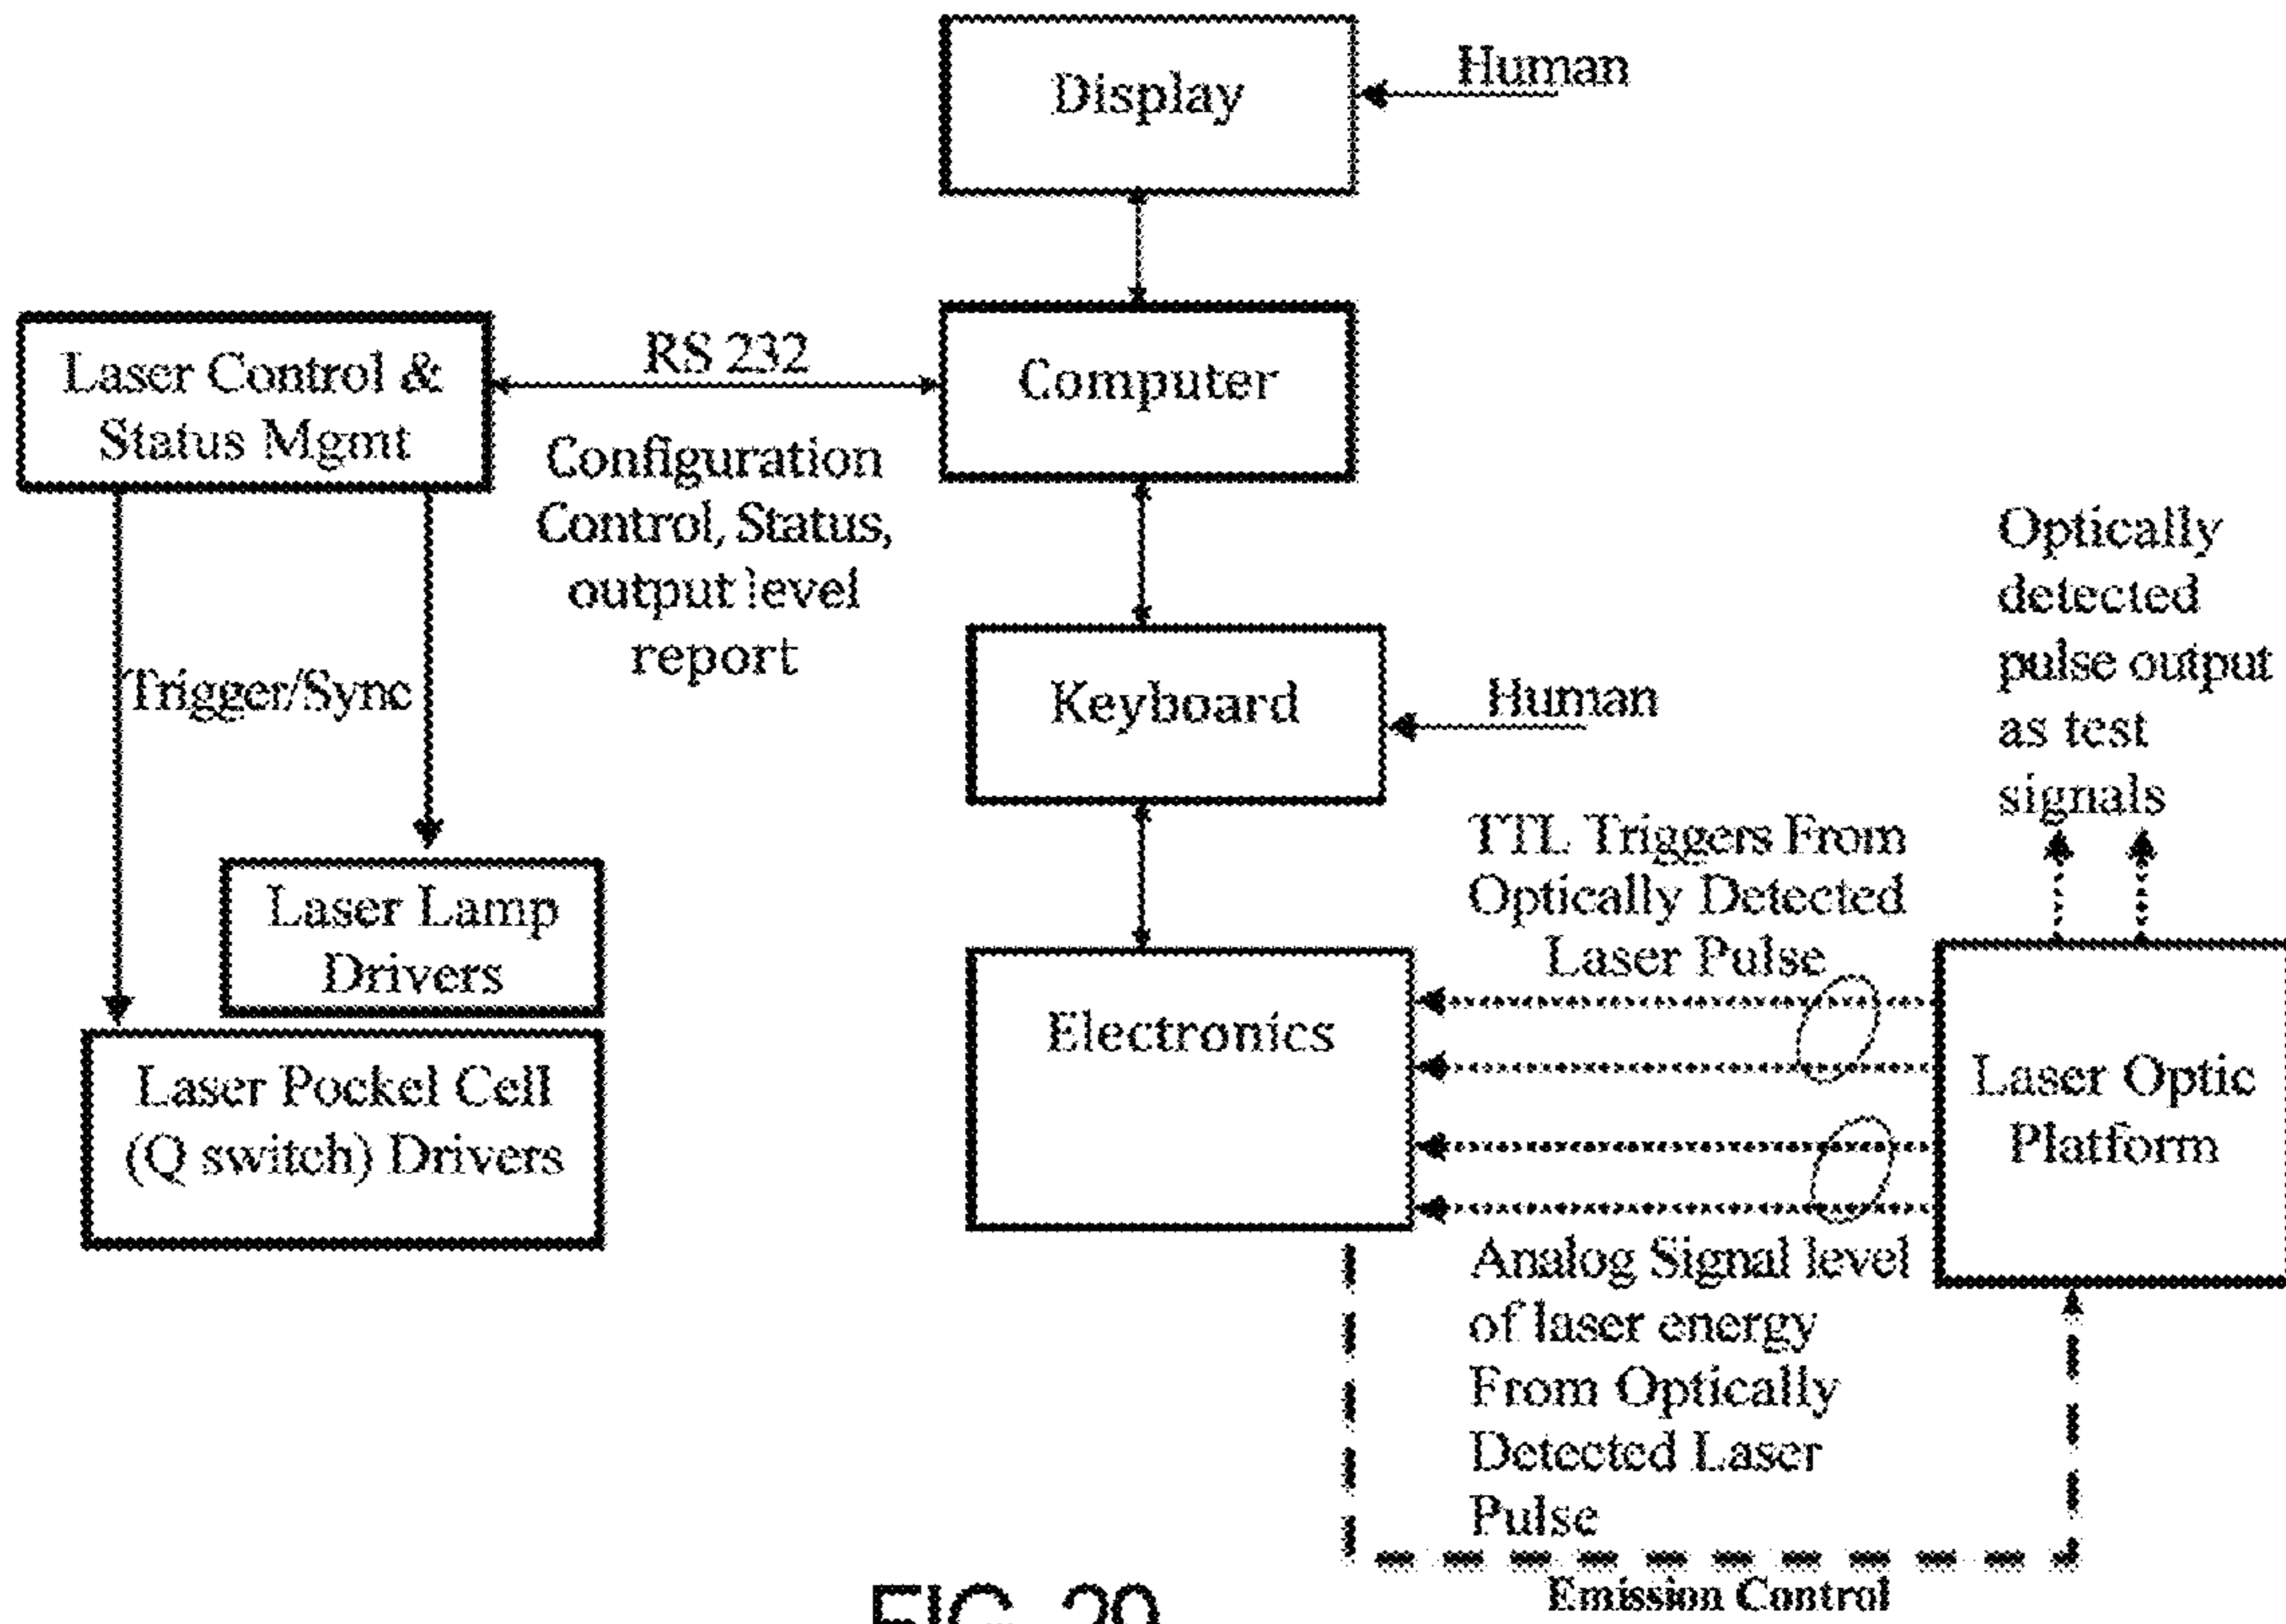 Display
Human
Laser Control &
Status Mgmt
RS 232
Computer
Configuration
Control, Status,
output level
report
Trigger/Sync
Keyboard
Human
Optically
detected
pulse output
as test
signals
Laser Lamp
Drivers
TTL Triggers From
Optically Detected
Laser Pulse
Electronics
Laser Pockel Cell
(Q switch) Drivers
Laser Optic
Platform
Analog Signal level
of laser energy
From Optically
Detected Laser
Pulse
Emission Control
FIG. 29